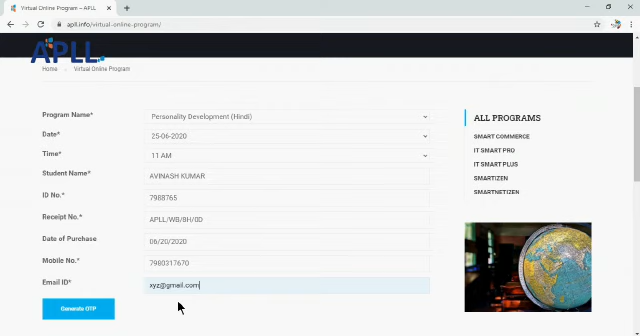 Virtual Online Program – APLL
apll.info/virtual-online-program/
APLL
Home
Virtual Online Program
Program Name*
Personality Development (Hindi)
Date*
25-06-2020
Time*
11 AM
Student Name*
AVINASH KUMAR
ID No.*
7988765
Receipt No.*
APLL/WB/8H/0D
Date of Purchase
06/20/2020
Mobile No.*
7980317670
Email ID*
xyz@gmail.com
Generate OTP
ALL PROGRAMS
SMART COMMERCE
IT SMART PRO
IT SMART PLUS
SMARTIZEN
SMARTNETIZEN